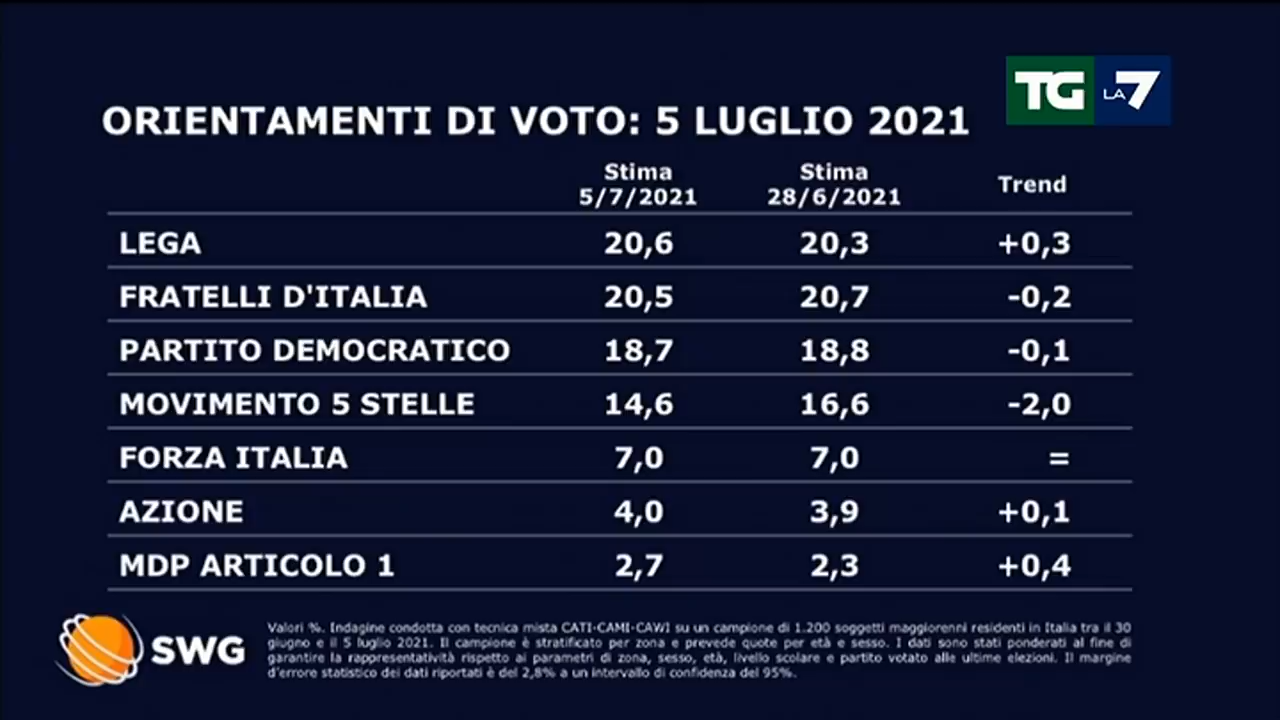 TG LA7
ORIENTAMENTI DI VOTO: 5 LUGLIO 2021
Stima 5/7/2021 Stima 28/6/2021 Trend
LEGA 20,6 20,3 +0,3
FRATELLI D'ITALIA 20,5 20,7 -0,2
PARTITO DEMOCRATICO 18,7 18,8 -0,1
MOVIMENTO 5 STELLE 14,6 16,6 -2,0
FORZA ITALIA 7,0 7,0 =
AZIONE 4,0 3,9 +0,1
MDP ARTICOLO 1 2,7 2,3 +0,4
SWG
Valori %. Indagine condotta con tecnica mista CATI-CAMI-CAWI su un campione di 1.200 soggetti maggiorenni residenti in Italia tra il 30
giugno e il 5 luglio 2021. Il campione è stratificato per zona e prevede quote per età e sesso. I dati sono stati ponderati al fine di
garantire la rappresentatività rispetto ai parametri di zona, sesso, età, livello scolare e partito votato alle ultime elezioni. Il margine
d'errore statistico dei dati riportati è del 2,8% a un intervallo di confidenza del 95%.